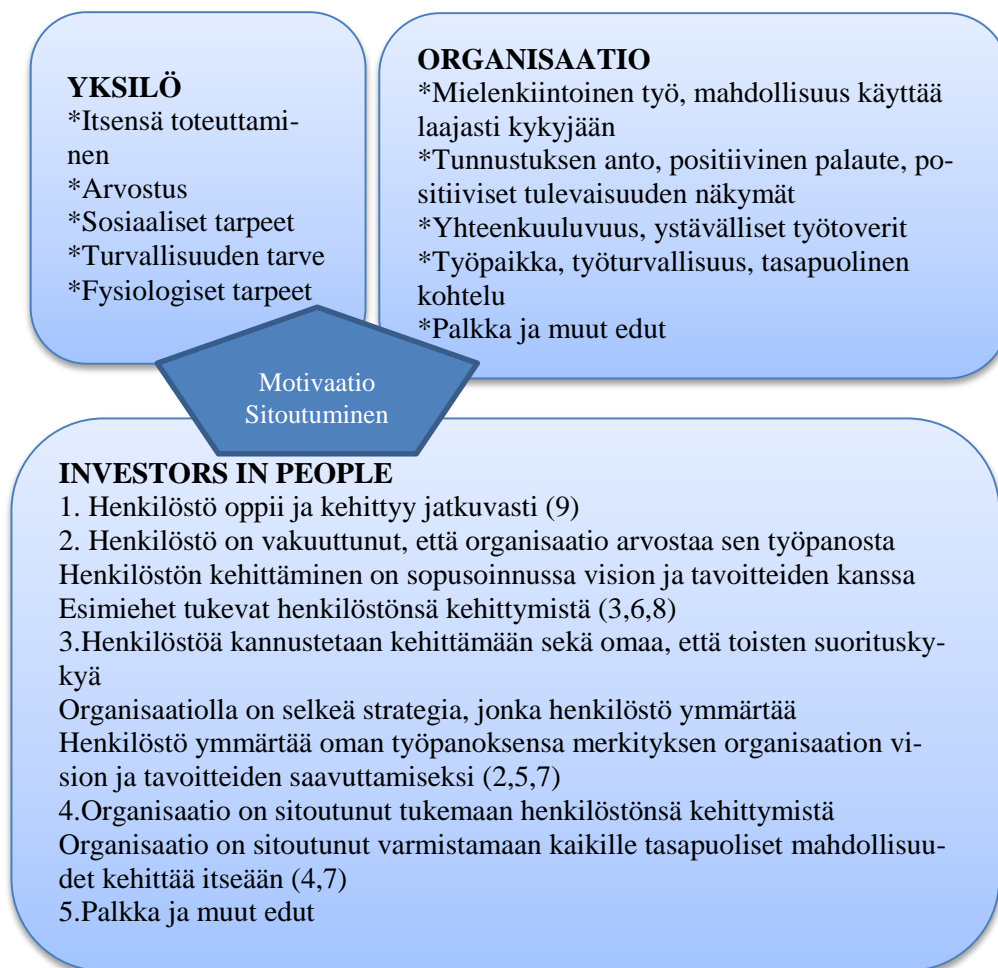 YKSILÖ
*Itsensä toteuttami-
nen
*Arvostus
*Sosiaaliset tarpeet
*Turvallisuuden tarve
*Fysiologiset tarpeet
ORGANISAATIO
*Mielenkiintoinen työ, mahdollisuus käyttää
laajasti kykyjään
*Tunnustuksen anto, positiivinen palaute, po-
sitiiviset tulevaisuuden näkymät
*Yhteenkuuluvuus, ystävälliset työtoverit
*Työpaikka, työturvallisuus, tasapuolinen
kohtelu
*Palkka ja muut edut
Motivaatio
Sitoutuminen
INVESTORS IN PEOPLE
1. Henkilöstö oppii ja kehittyy jatkuvasti (9)
2. Henkilöstö on vakuuttunut, että organisaatio arvostaa sen työpanosta
Henkilöstön kehittäminen on sopusoinnussa vision ja tavoitteiden kanssa
Esimiehet tukevat henkilöstönsä kehittymistä (3,6,8)
3.Henkilöstöä kannustetaan kehittämään sekä omaa, että toisten suoritusky-
kyä
Organisaatiolla on selkeä strategia, jonka henkilöstö ymmärtää
Henkilöstö ymmärtää oman työpanoksensa merkityksen organisaation vi-
sion ja tavoitteiden saavuttamiseksi (2,5,7)
4.Organisaatio on sitoutunut tukemaan henkilöstönsä kehittymistä
Organisaatio on sitoutunut varmistamaan kaikille tasapuoliset mahdollisuu-
det kehittää itseään (4,7)
5.Palkka ja muut edut